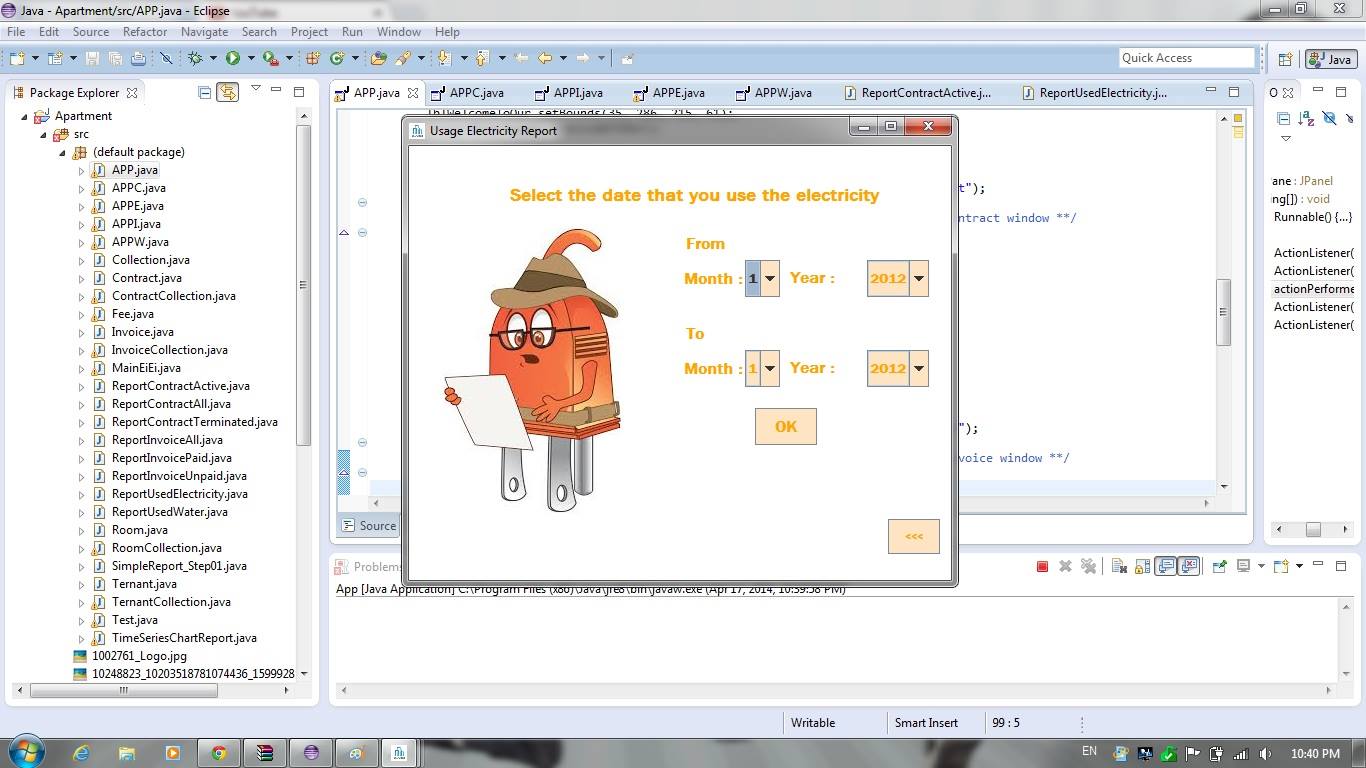 Java - Apartment/src/APP.java - Eclipse
File Edit Source Refactor Navigate Search Project Run Window Help
Quick Access
Java
Package Explorer
APP.java APPC.java APPI.java APPE.java APPW.java ReportContractActive.j... ReportUsedElectricity.j...
Apartment
src
(default package)
APP.java
APPC.java
APPE.java
APPI.java
APPW.java
Collection.java
Contract.java
ContractCollection.java
Fee.java
Invoice.java
InvoiceCollection.java
MainEiEi.java
ReportContractActive.java
ReportContractAll.java
ReportContractTerminated.java
ReportInvoiceAll.java
ReportInvoicePaid.java
ReportInvoiceUnpaid.java
ReportUsedElectricity.java
ReportUsedWater.java
Room.java
RoomCollection.java
SimpleReport_Step01.java
Ternant.java
TernantCollection.java
Test.java
TimeSeriesChartReport.java
1002761_Logo.jpg
10248823_10203518781074436_1599928
t");
ntract window **/
");
voice window **/
Source
Usage Electricity Report
Select the date that you use the electricity
From
Month : 1 Year : 2012
To
Month : 1 Year : 2012
OK
<<<
O
ane : JPanel
ng[]) : void
Runnable() {...}
ActionListener(
ActionListener(
actionPerforme
ActionListener(
ActionListener(
Problems
App [Java Application] C:\Program Files (x86)\Java\jre8\bin\javaw.exe (Apr 17, 2014, 10:39:58 PM)
Writable Smart Insert 99 : 5
EN 10:40 PM